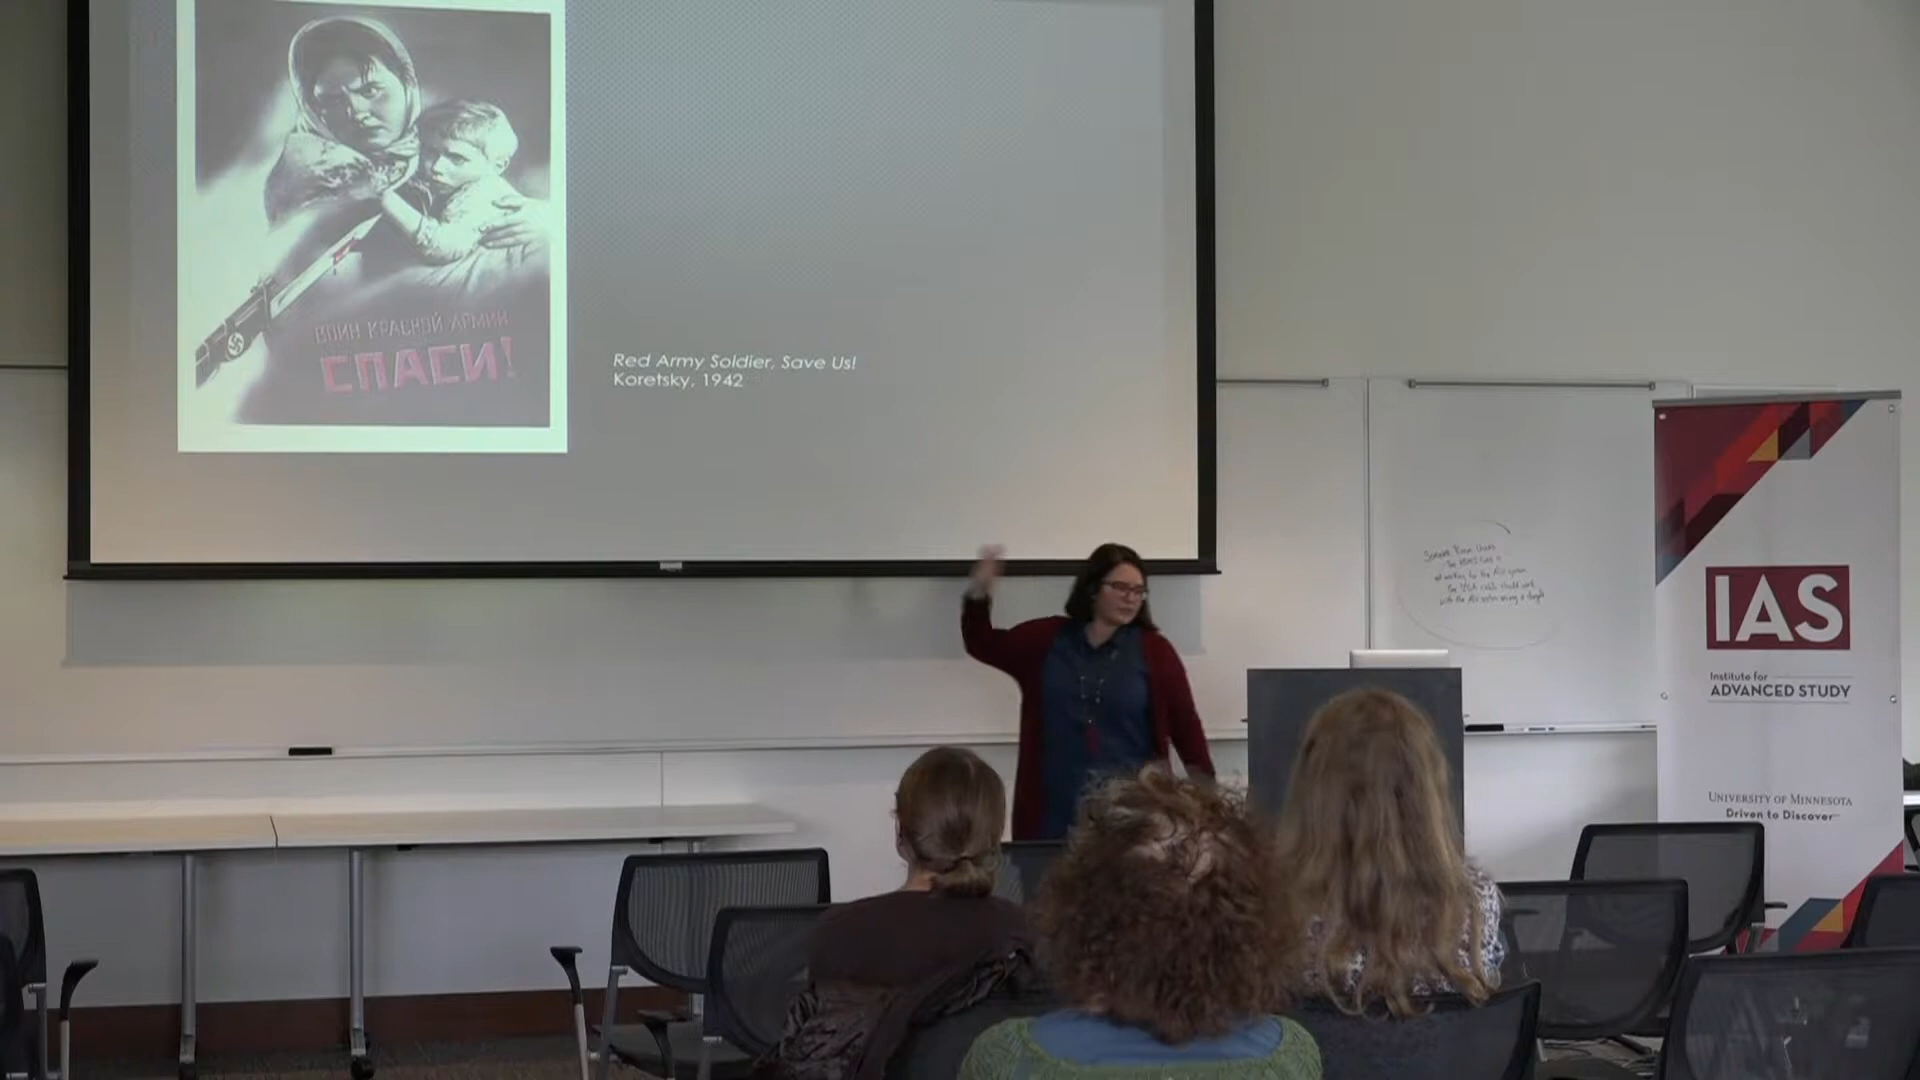 ВОИН КРАСНОЙ АРМИИ
СПАСИ!
Red Army Soldier, Save Us!
Koretsky, 1942
IAS
Institute for
ADVANCED STUDY
UNIVERSITY OF MINNESOTA
Driven to Discover